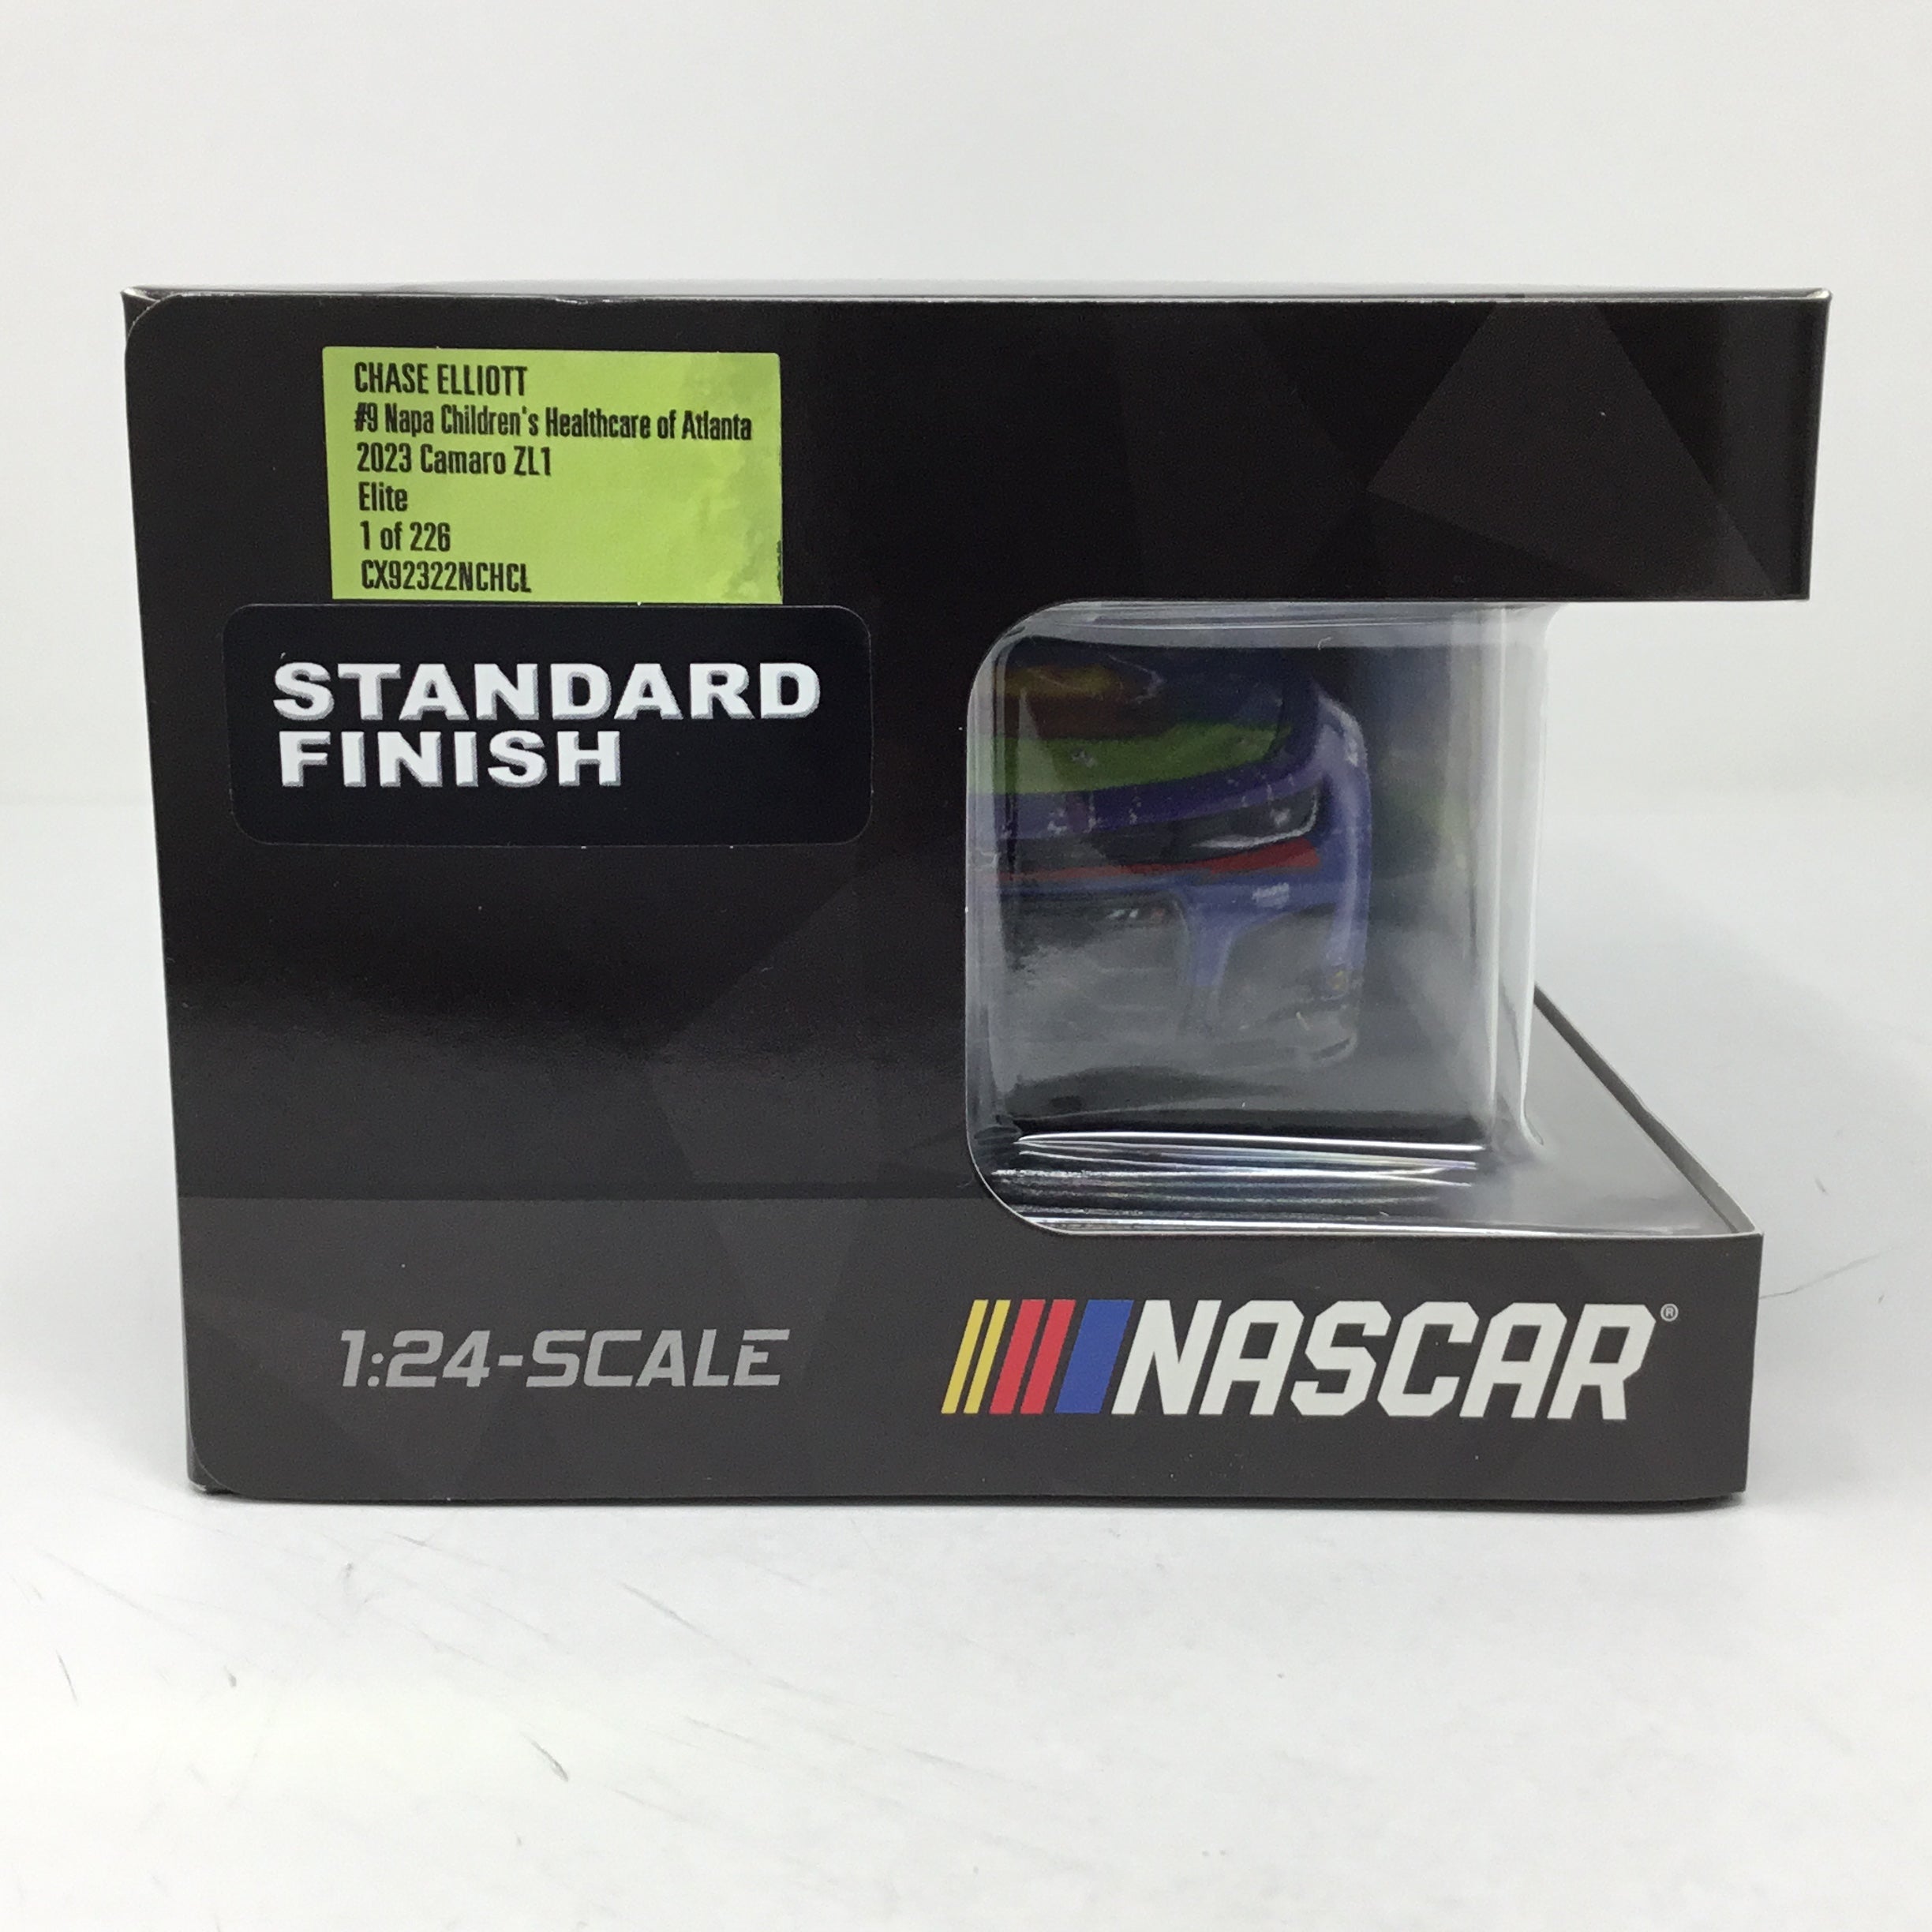 CHASE ELLIOTT
#9 Napa Children's Healthcare of Atlanta
2023 Camaro ZL1
Elite
1 of 226
CX92322NCHCL
STANDARD
FINISH
1:24-SCALE
NASCAR®